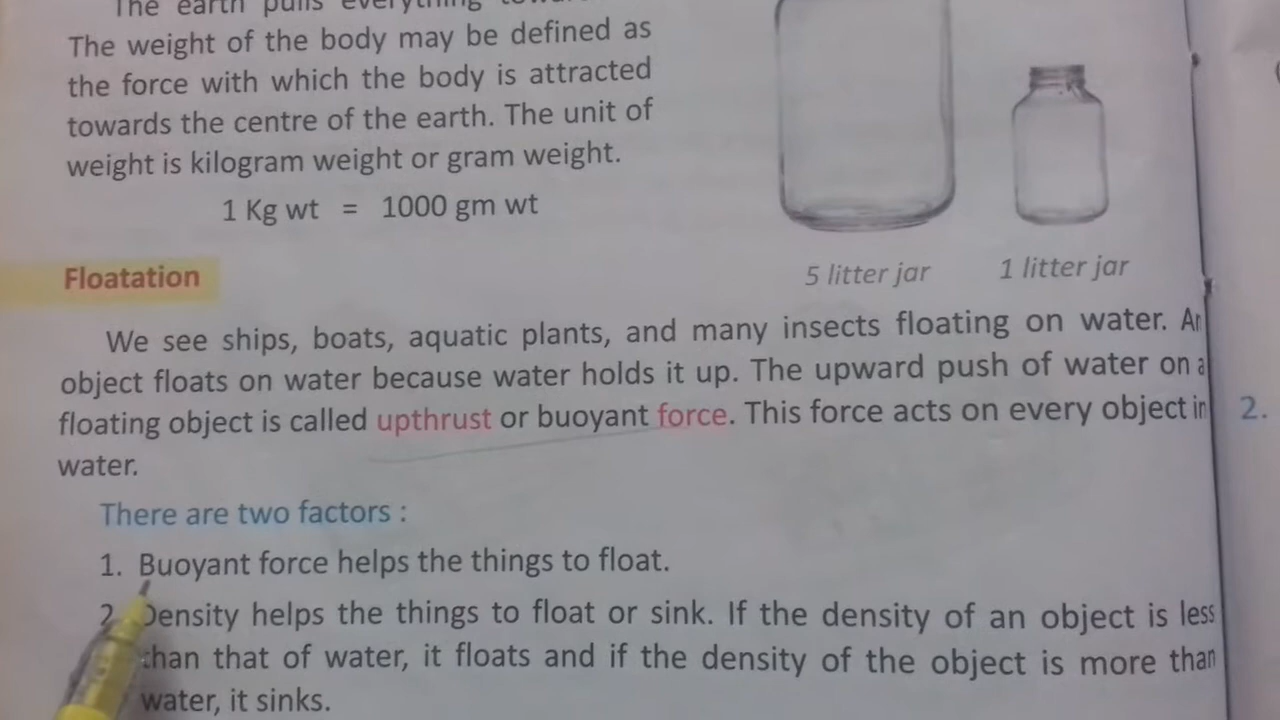 The earth pulls everything
The weight of the body may be defined as
the force with which the body is attracted
towards the centre of the earth. The unit of
weight is kilogram weight or gram weight.
1 Kg wt = 1000 gm wt
5 litter jar 1 litter jar
Floatation
We see ships, boats, aquatic plants, and many insects floating on water. An
object floats on water because water holds it up. The upward push of water on a
floating object is called upthrust or buoyant force. This force acts on every object in
water.
2.
There are two factors :
1. Buoyant force helps the things to float.
2. Density helps the things to float or sink. If the density of an object is less
than that of water, it floats and if the density of the object is more than
water, it sinks.